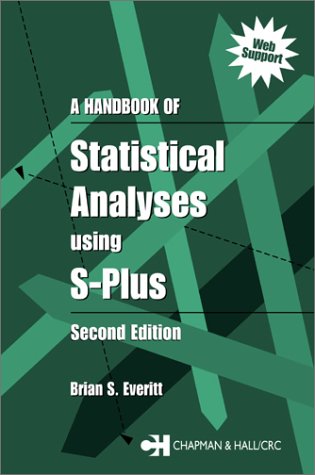 Web
Support
A HANDBOOK OF
Statistical
Analyses
using
S-Plus
Second Edition
Brian S. Everitt
CH
CHAPMAN & HALL/CRC